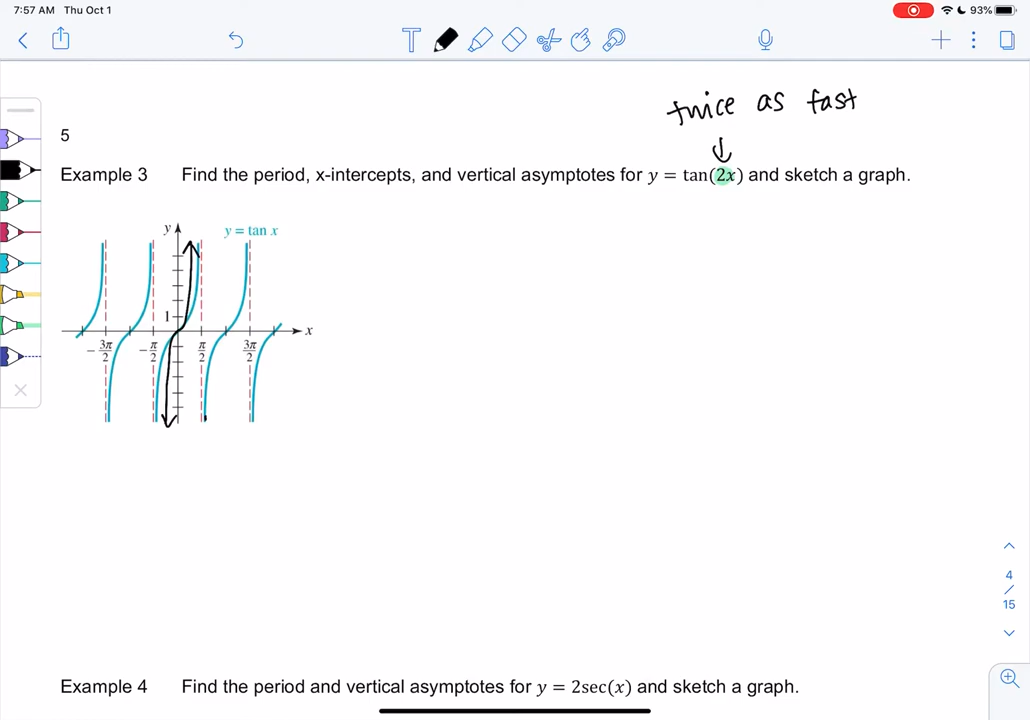 7:57 AM Thu Oct 1
93%
twice as fast
5
Example 3 Find the period, x-intercepts, and vertical asymptotes for y = tan(2x) and sketch a graph.
y
y = tan x
1
x
−3π/2 −π/2 π/2 3π/2
4
/
15
Example 4 Find the period and vertical asymptotes for y = 2sec(x) and sketch a graph.